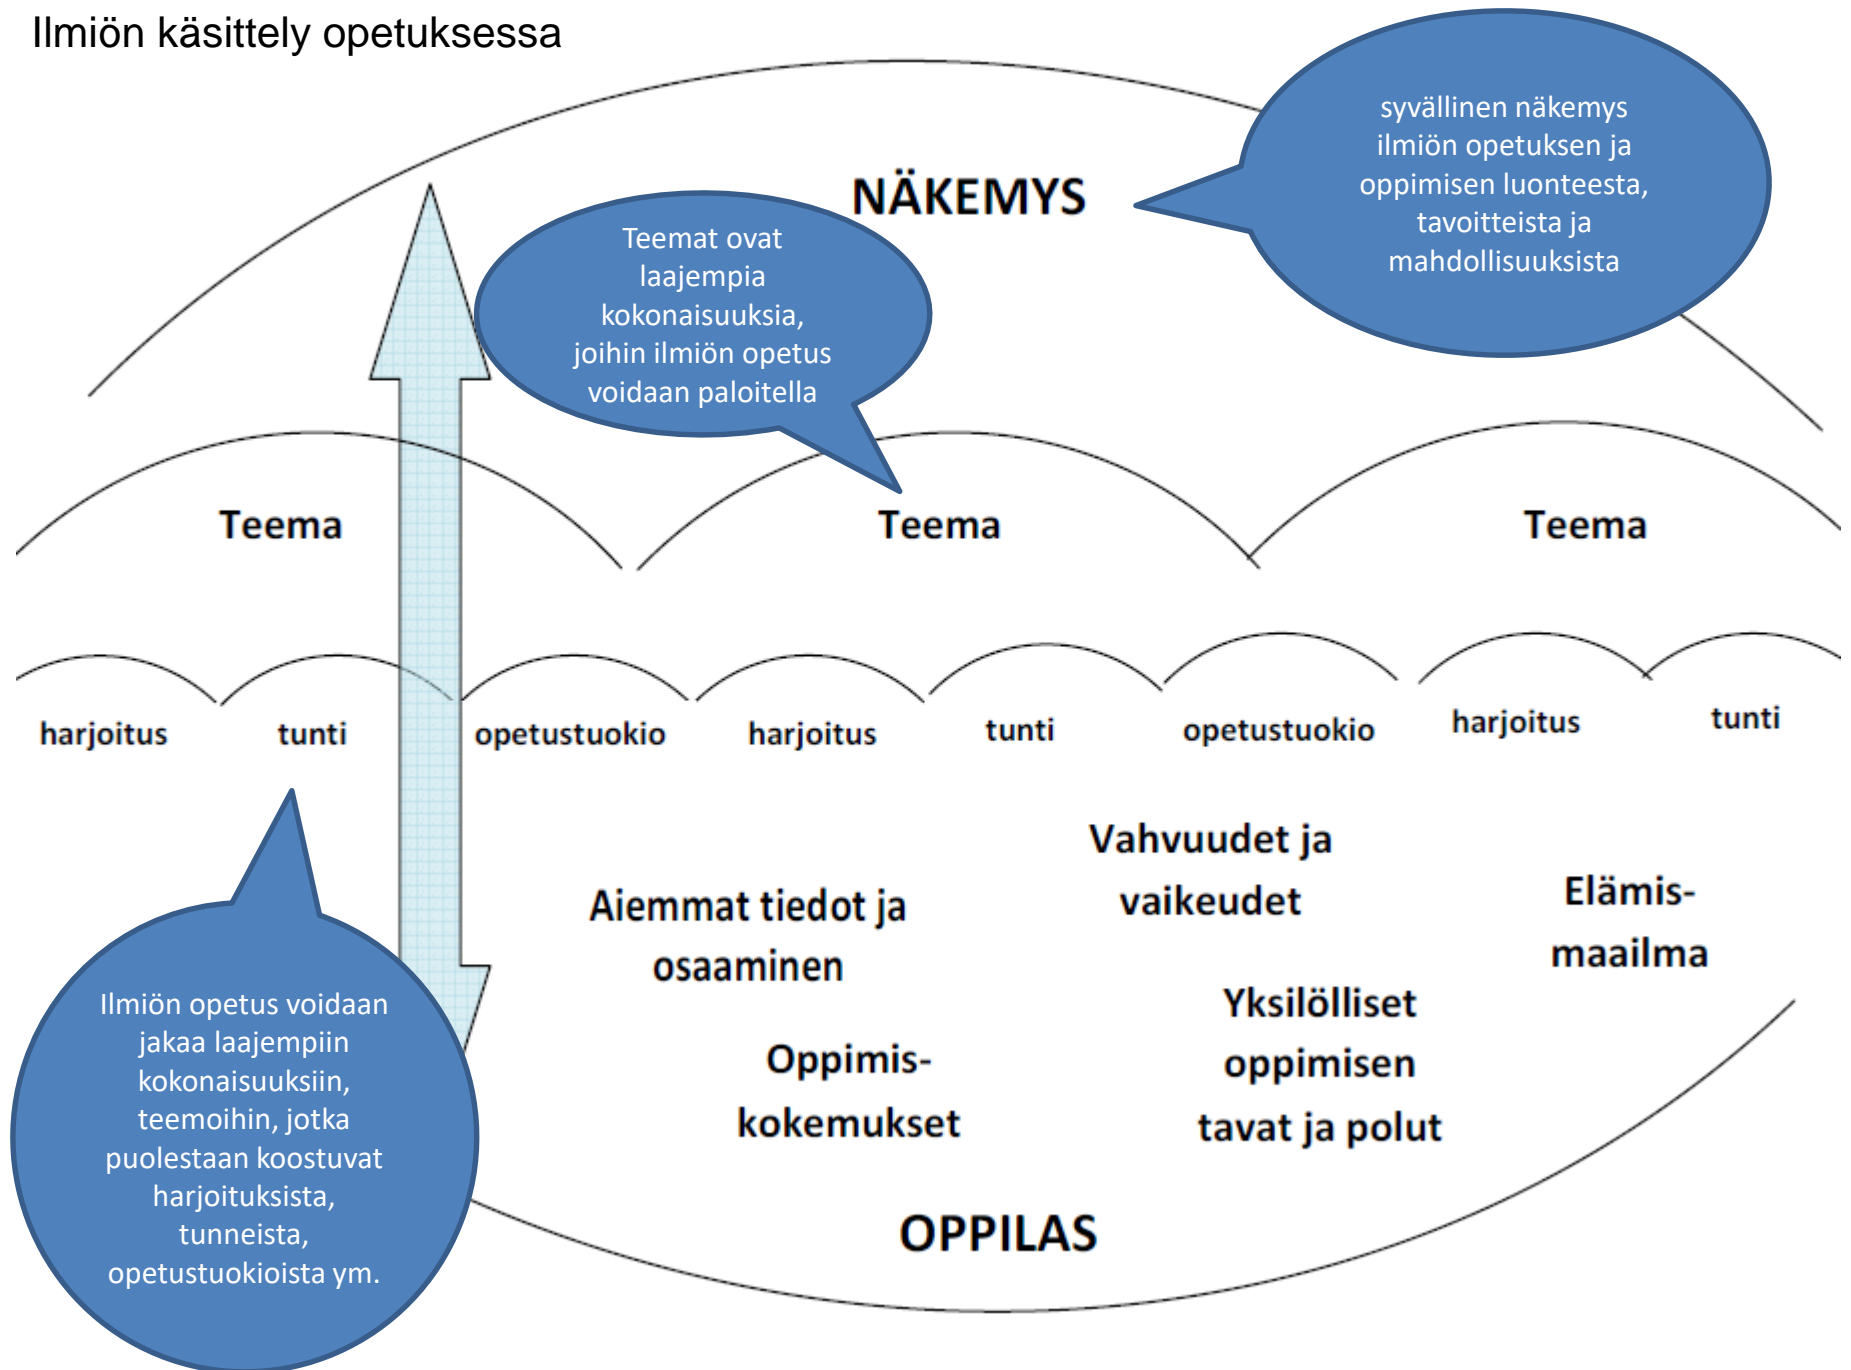 Ilmiön käsittely opetuksessa
syvällinen näkemys
ilmiön opetuksen ja
oppimisen luonteesta,
tavoitteista ja
mahdollisuuksista
NÄKEMYS
Teemat ovat
laajempia
kokonaisuuksia,
joihin ilmiön opetus
voidaan paloitella
Teema
Teema
Teema
harjoitus
tunti
opetustuokio
harjoitus
tunti
opetustuokio
harjoitus
tunti
Vahvuudet ja
vaikeudet
Aiemmat tiedot ja
osaaminen
Elämis-
maailma
Yksilölliset
oppimisen
tavat ja polut
Oppimis-
kokemukset
Ilmiön opetus voidaan
jakaa laajempiin
kokonaisuuksiin,
teemoihin, jotka
puolestaan koostuvat
harjoituksista,
tunneista,
opetustuokioista ym.
OPPILAS